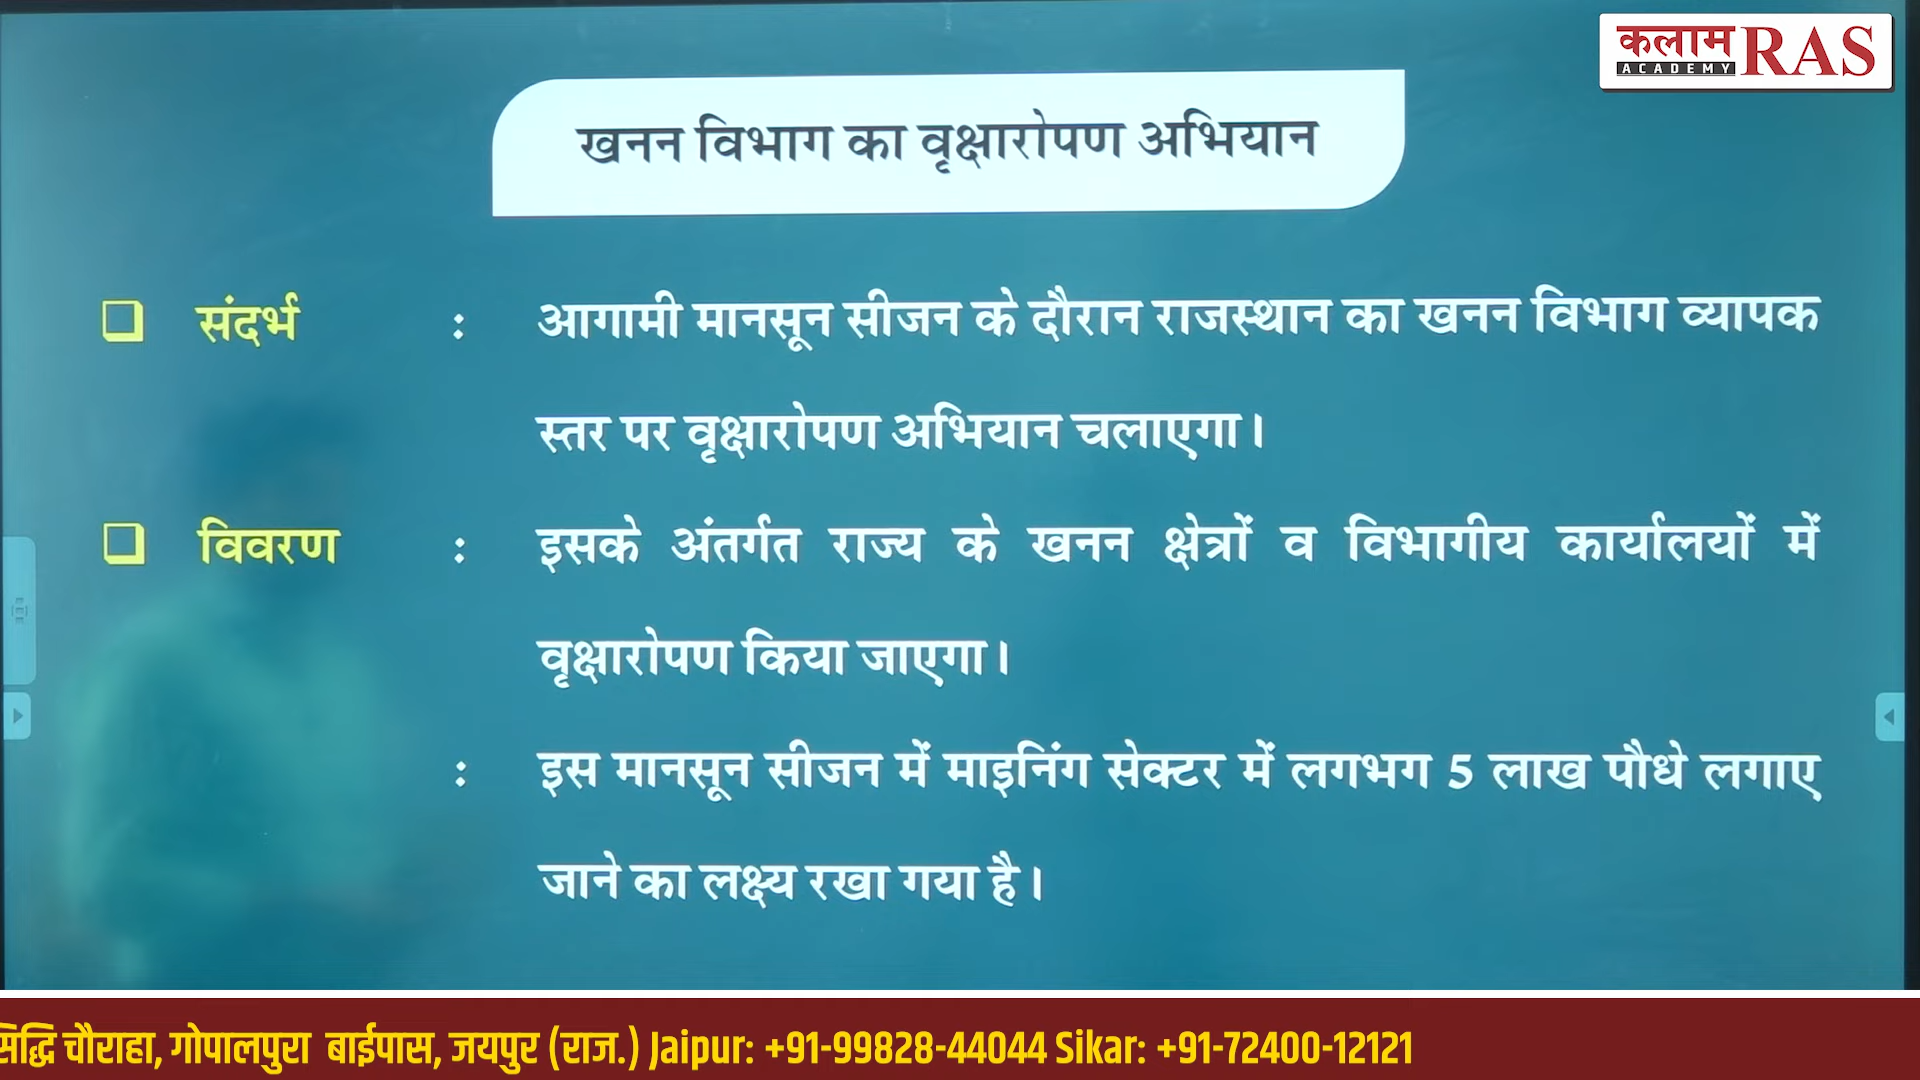 कलाम RAS
ACADEMY
खनन विभाग का वृक्षारोपण अभियान
❑ संदर्भ : आगामी मानसून सीजन के दौरान राजस्थान का खनन विभाग व्यापक
स्तर पर वृक्षारोपण अभियान चलाएगा।
❑ विवरण : इसके अंतर्गत राज्य के खनन क्षेत्रों व विभागीय कार्यालयों में
वृक्षारोपण किया जाएगा।
: इस मानसून सीजन में माइनिंग सेक्टर में लगभग 5 लाख पौधे लगाए
जाने का लक्ष्य रखा गया है।
चौराहा, गोपालपुरा बाईपास, जयपुर (राज.) Jaipur: +91-99828-44044 Sikar: +91-72400-12121